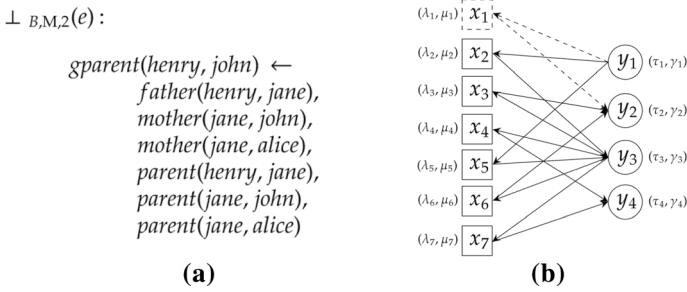 ⊥ B,M,2(e) :
gparent(henry, john) ←
father(henry, jane),
mother(jane, john),
mother(jane, alice),
parent(henry, jane),
parent(jane, john),
parent(jane, alice)
(a)
(λ₁, μ₁) x₁
(λ₂, μ₂) x₂
(λ₃, μ₃) x₃
(λ₄, μ₄) x₄
(λ₅, μ₅) x₅
(λ₆, μ₆) x₆
(λ₇, μ₇) x₇
y₁ (τ₁, γ₁)
y₂ (τ₂, γ₂)
y₃ (τ₃, γ₃)
y₄ (τ₄, γ₄)
(b)